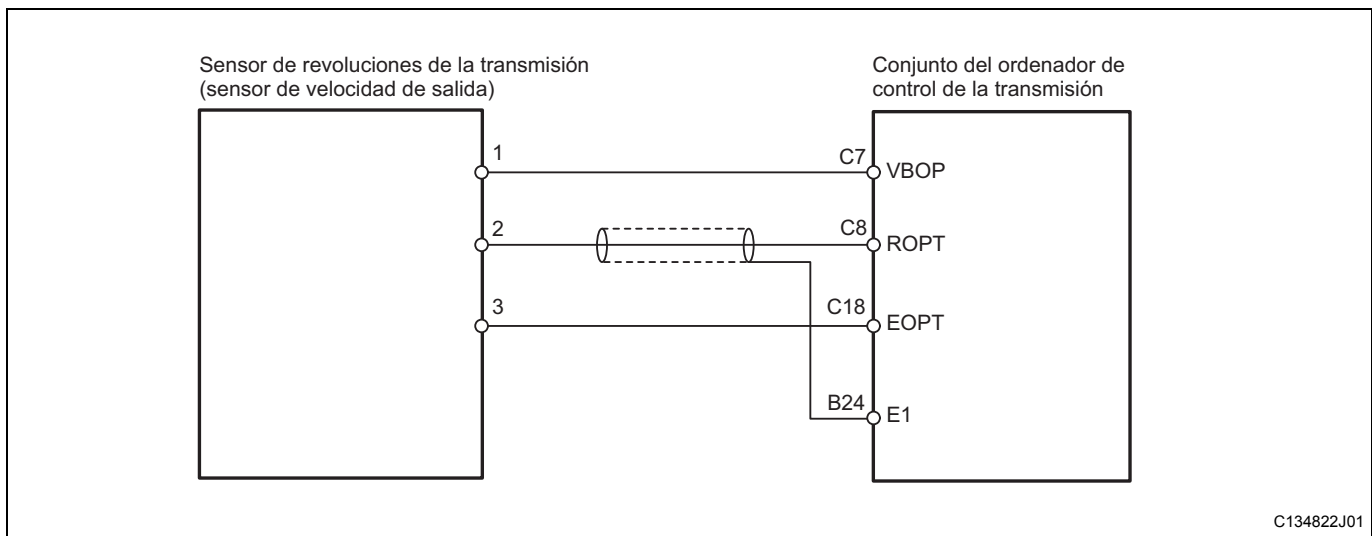 Sensor de revoluciones de la transmisión
(sensor de velocidad de salida)
Conjunto del ordenador de
control de la transmisión
1
C7
VBOP
2
C8
ROPT
3
C18
EOPT
B24
E1
C134822J01